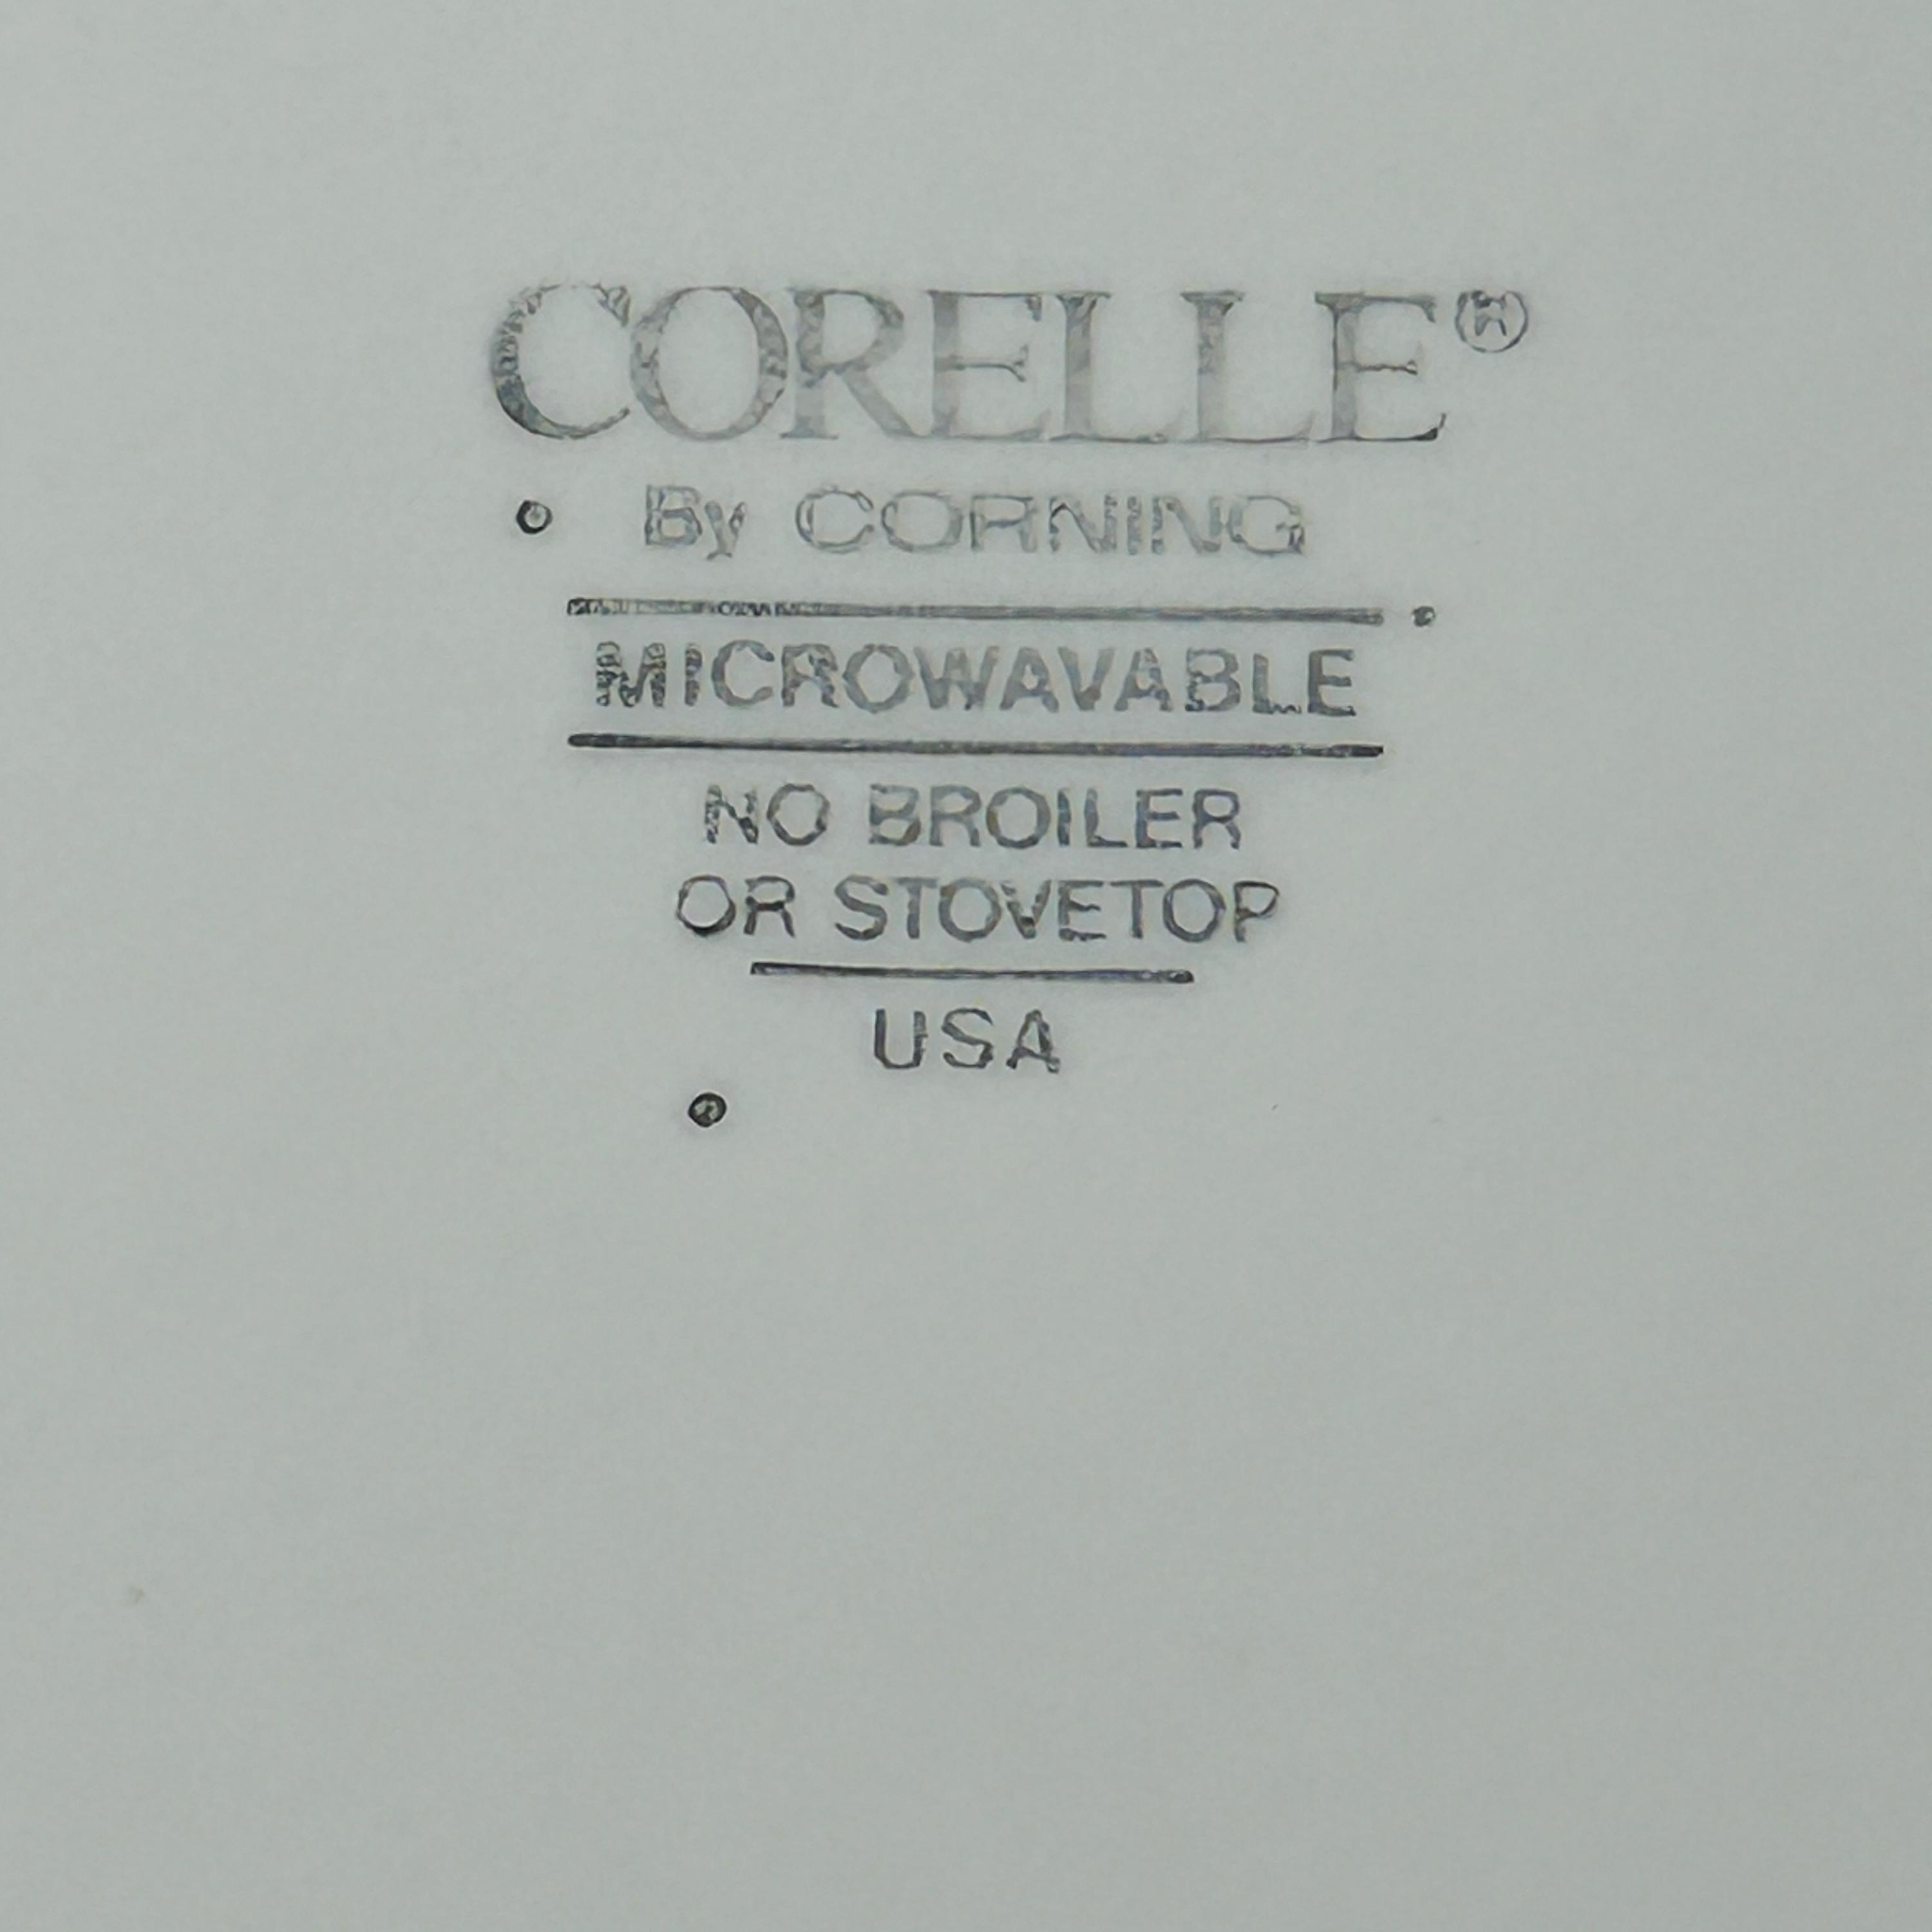 CORELLE®
By CORNING
MICROWAVABLE
NO BROILER
OR STOVETOP
USA